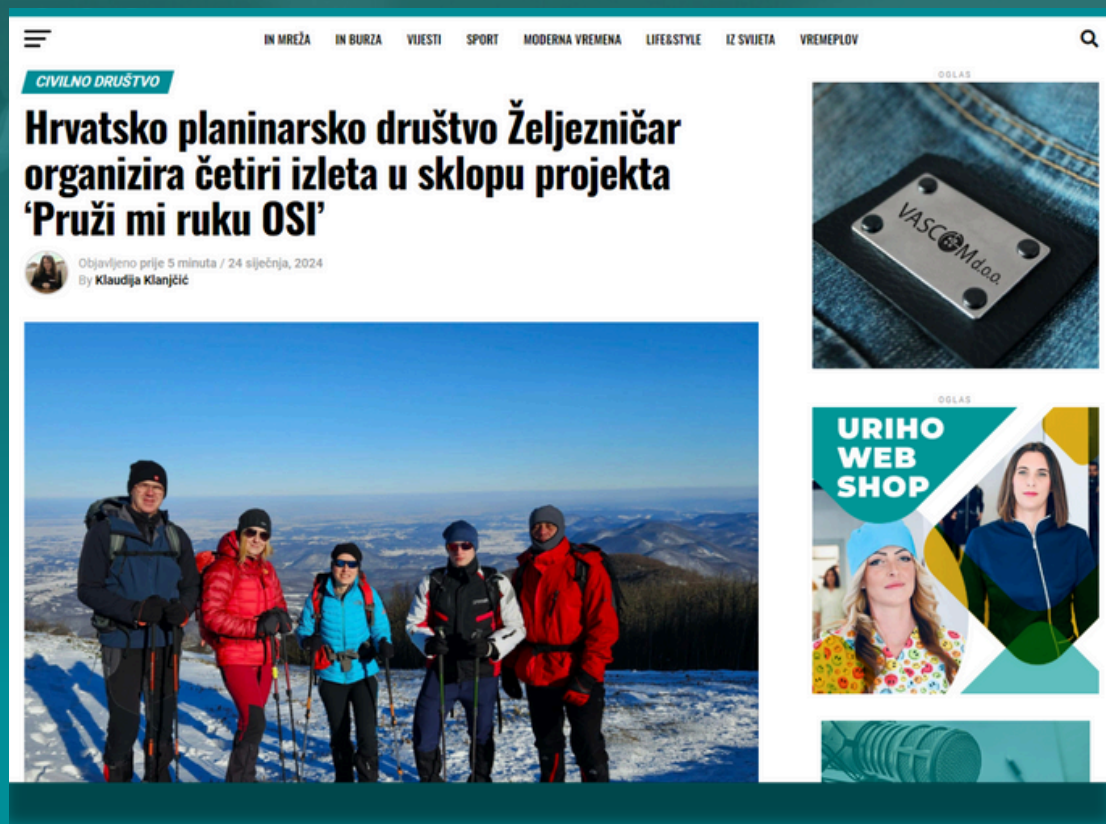 IN MREŽA IN BURZA VIJESTI SPORT MODERNA VREMENA LIFE&STYLE IZ SVIJETA VREMEPLOV
CIVILNO DRUŠTVO
Hrvatsko planinarsko društvo Željezničar
organizira četiri izleta u sklopu projekta
‘Pruži mi ruku OSI’
Objavljeno prije 5 minuta / 24 siječnja, 2024
By Klaudija Klanjčić
OGLAS
VASCOM d.o.o.
OGLAS
URIHO
WEB
SHOP